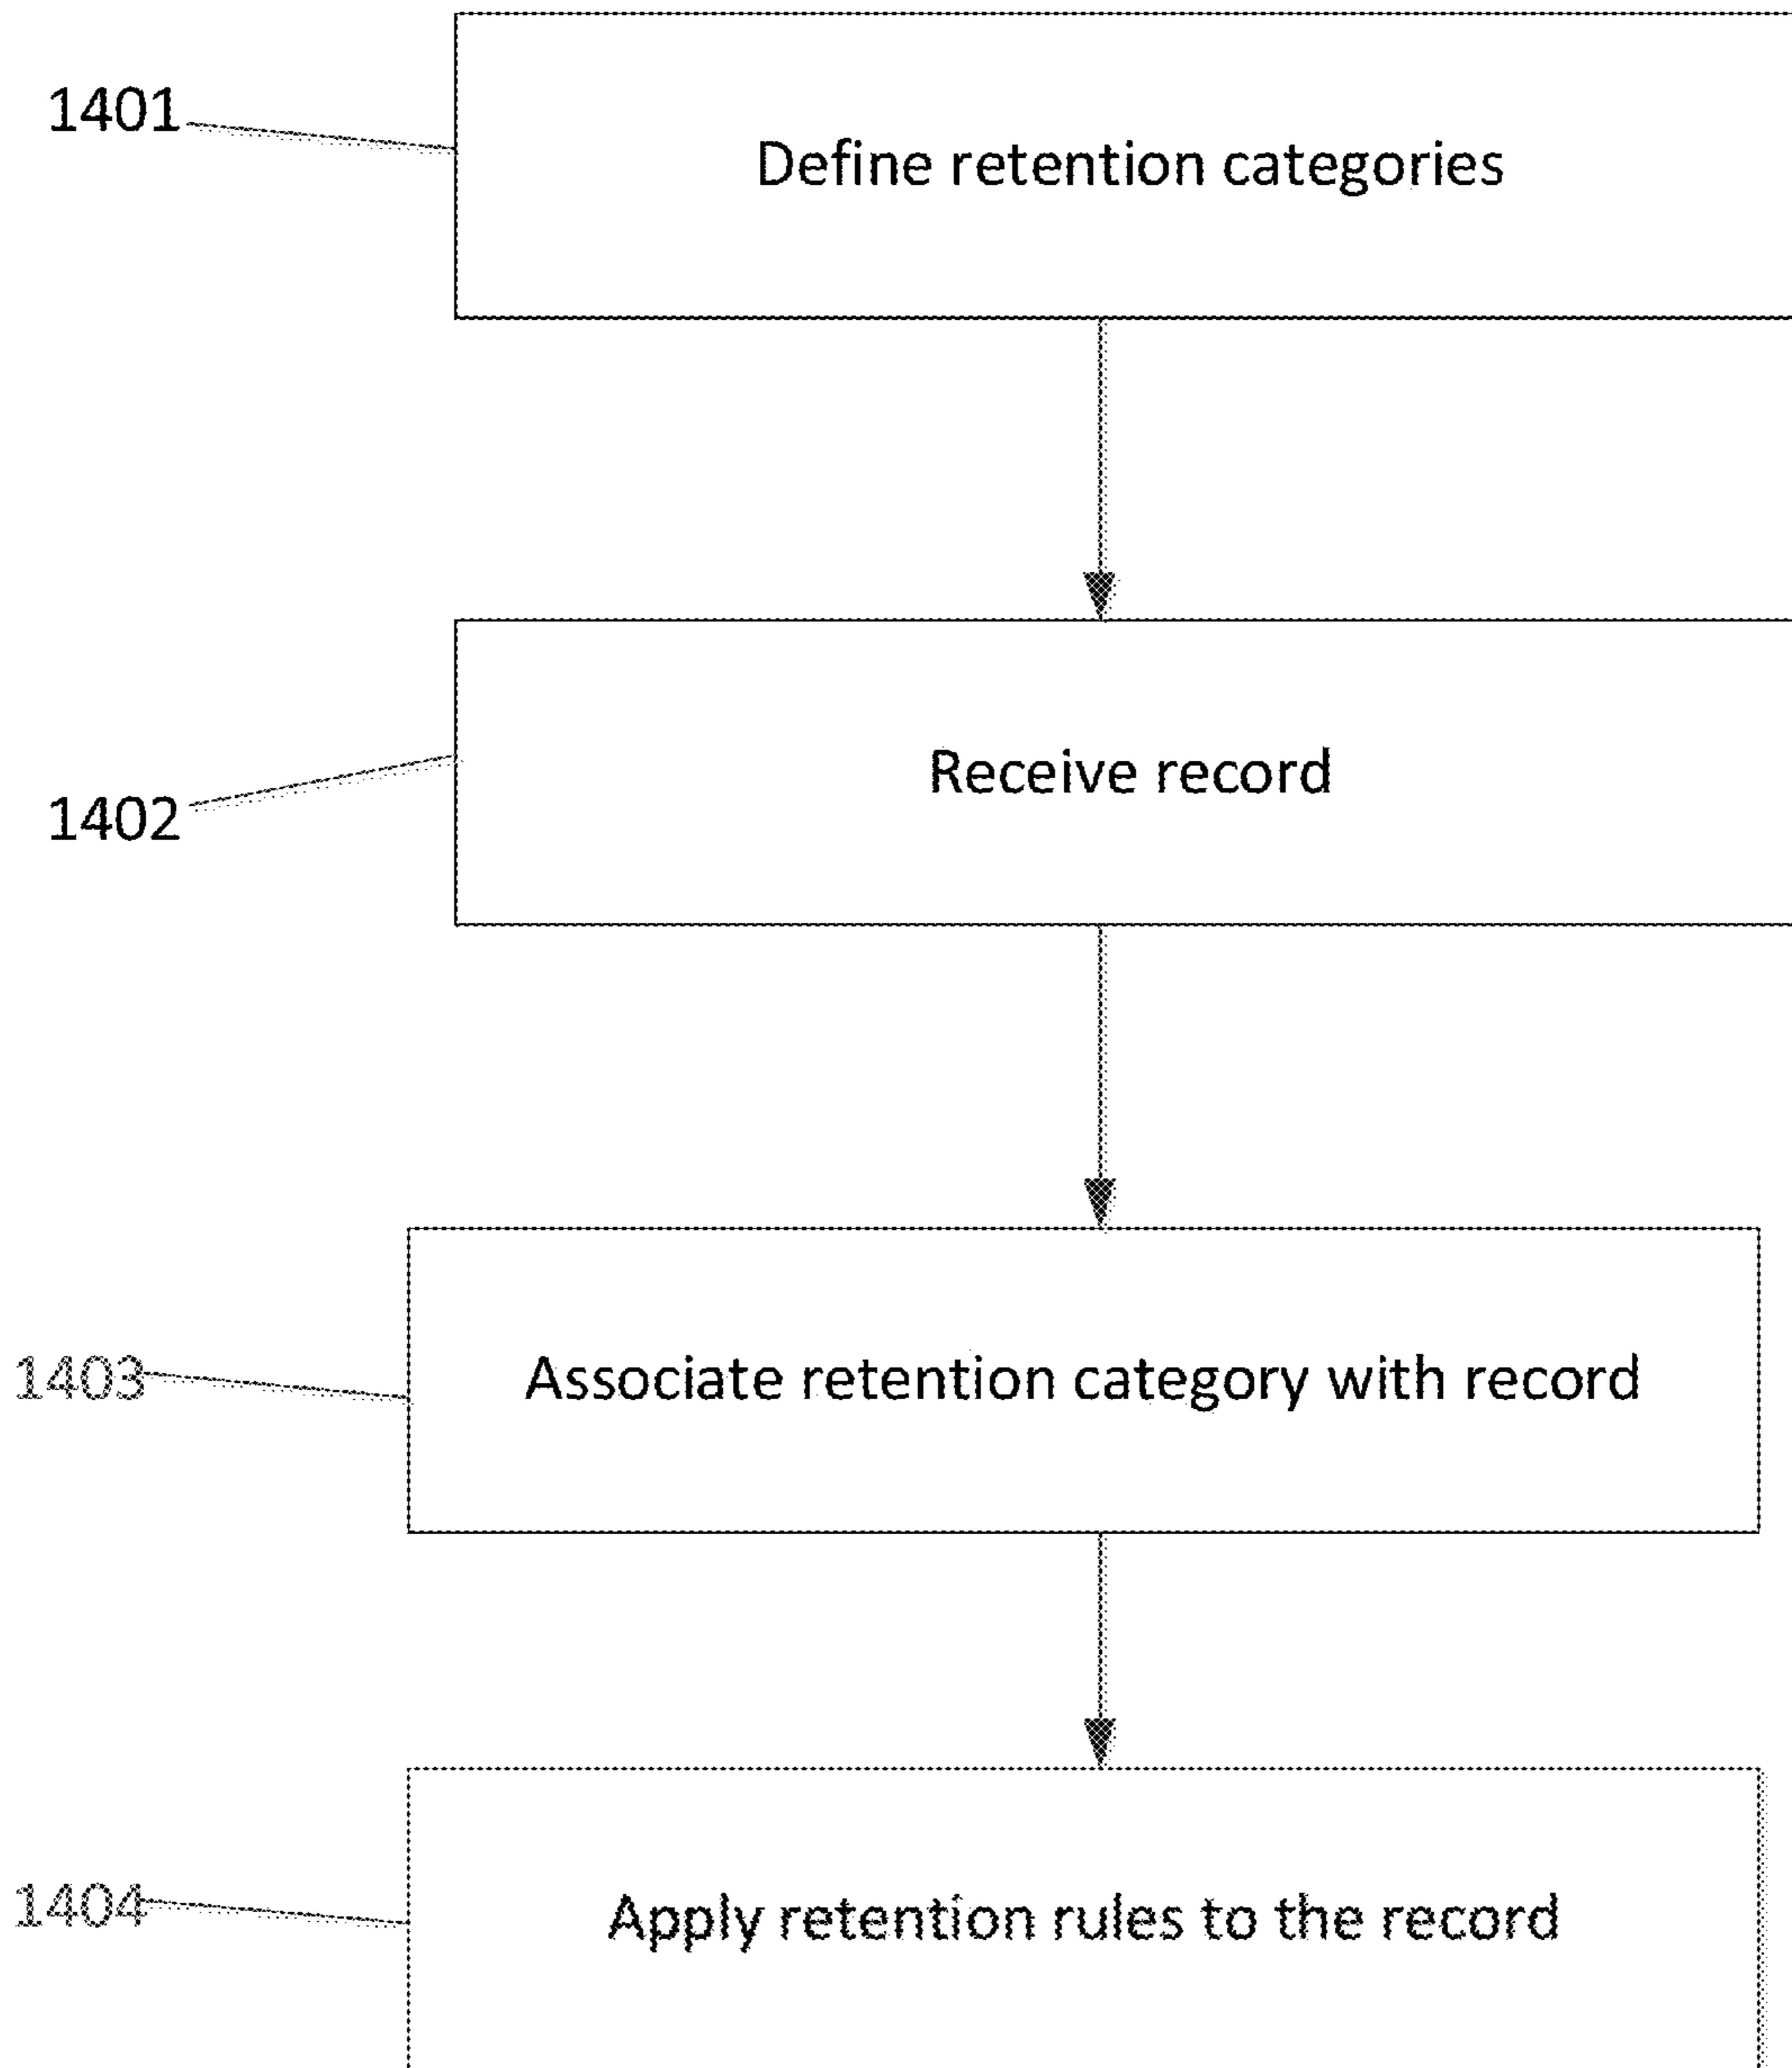 1401
Define retention categories
Receive record
1402
1403
Associate retention category with record
1404
Apply retention rules to the record